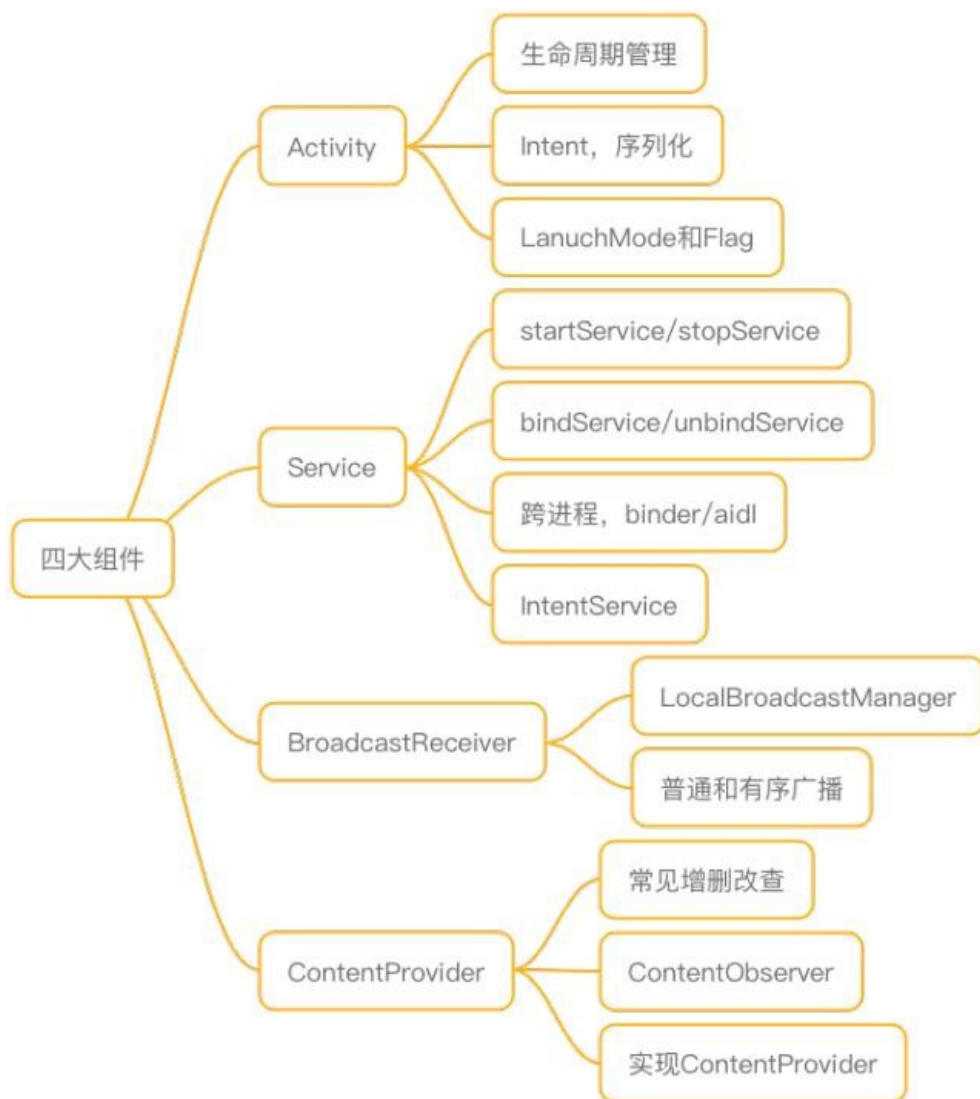 四大组件
Activity
生命周期管理
Intent，序列化
LanuchMode和Flag
Service
startService/stopService
bindService/unbindService
跨进程，binder/aidl
IntentService
BroadcastReceiver
LocalBroadcastManager
普通和有序广播
ContentProvider
常见增删改查
ContentObserver
实现ContentProvider